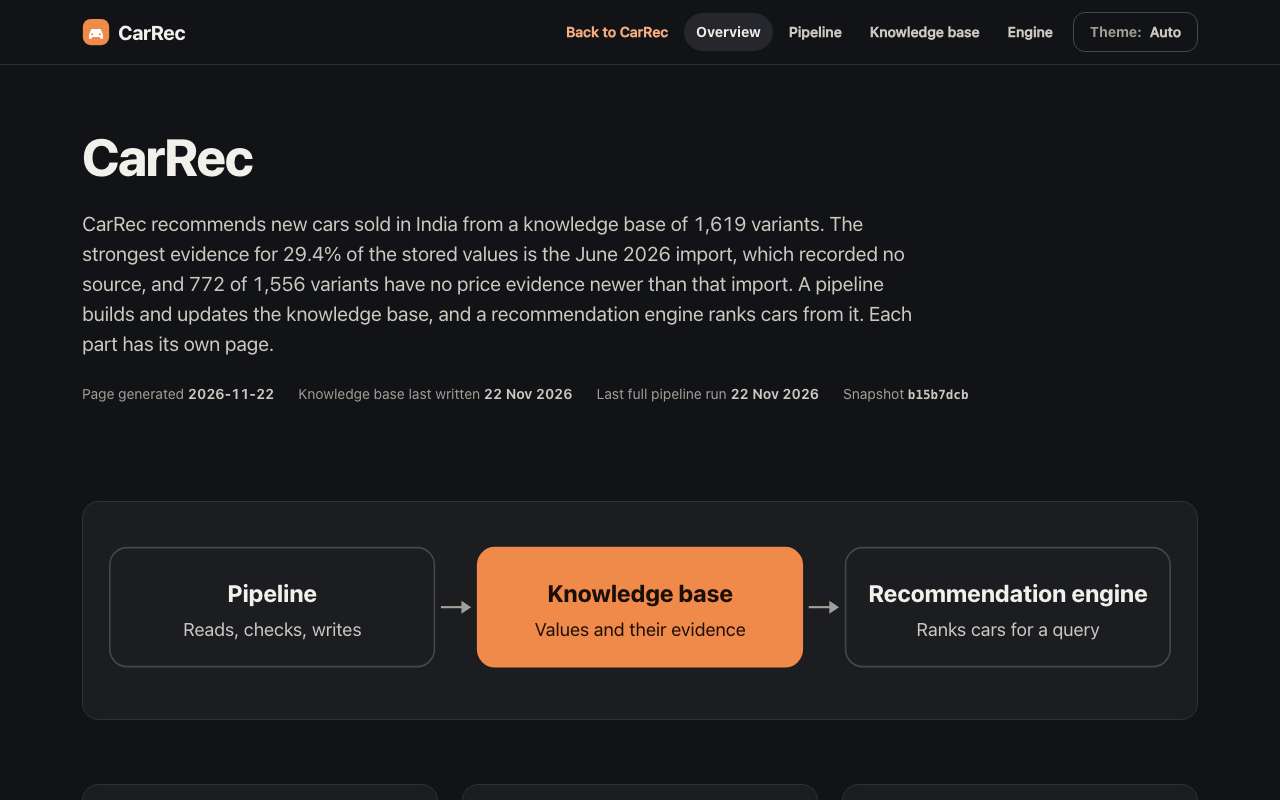 CarRec
Back to CarRec
Overview
Pipeline
Knowledge base
Engine
Theme: Auto
CarRec
CarRec recommends new cars sold in India from a knowledge base of 1,619 variants. The
strongest evidence for 29.4% of the stored values is the June 2026 import, which recorded no
source, and 772 of 1,556 variants have no price evidence newer than that import. A pipeline
builds and updates the knowledge base, and a recommendation engine ranks cars from it. Each
part has its own page.
Page generated 2026-11-22
Knowledge base last written 22 Nov 2026
Last full pipeline run 22 Nov 2026
Snapshot b15b7dcb
Pipeline
Reads, checks, writes
Knowledge base
Values and their evidence
Recommendation engine
Ranks cars for a query